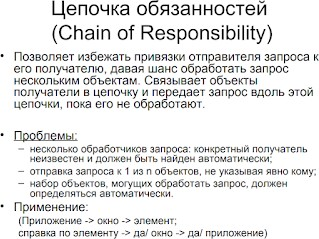 Цепочка обязанностей
(Chain of Responsibility)
• Позволяет избежать привязки отправителя запроса к
его получателю, давая шанс обработать запрос
нескольким объектам. Связывает объекты
получатели в цепочку и передает запрос вдоль этой
цепочки, пока его не обработают.
• Проблемы:
– несколько обработчиков запроса: конкретный получатель
неизвестен и должен быть найден автоматически;
– отправка запроса к 1 из n объектов, не указывая явно кому;
– набор объектов, могущих обработать запрос, должен
определяться автоматически.
• Применение:
(Приложение -> окно -> элемент;
справка по элементу -> да/ окно -> да/ приложение)